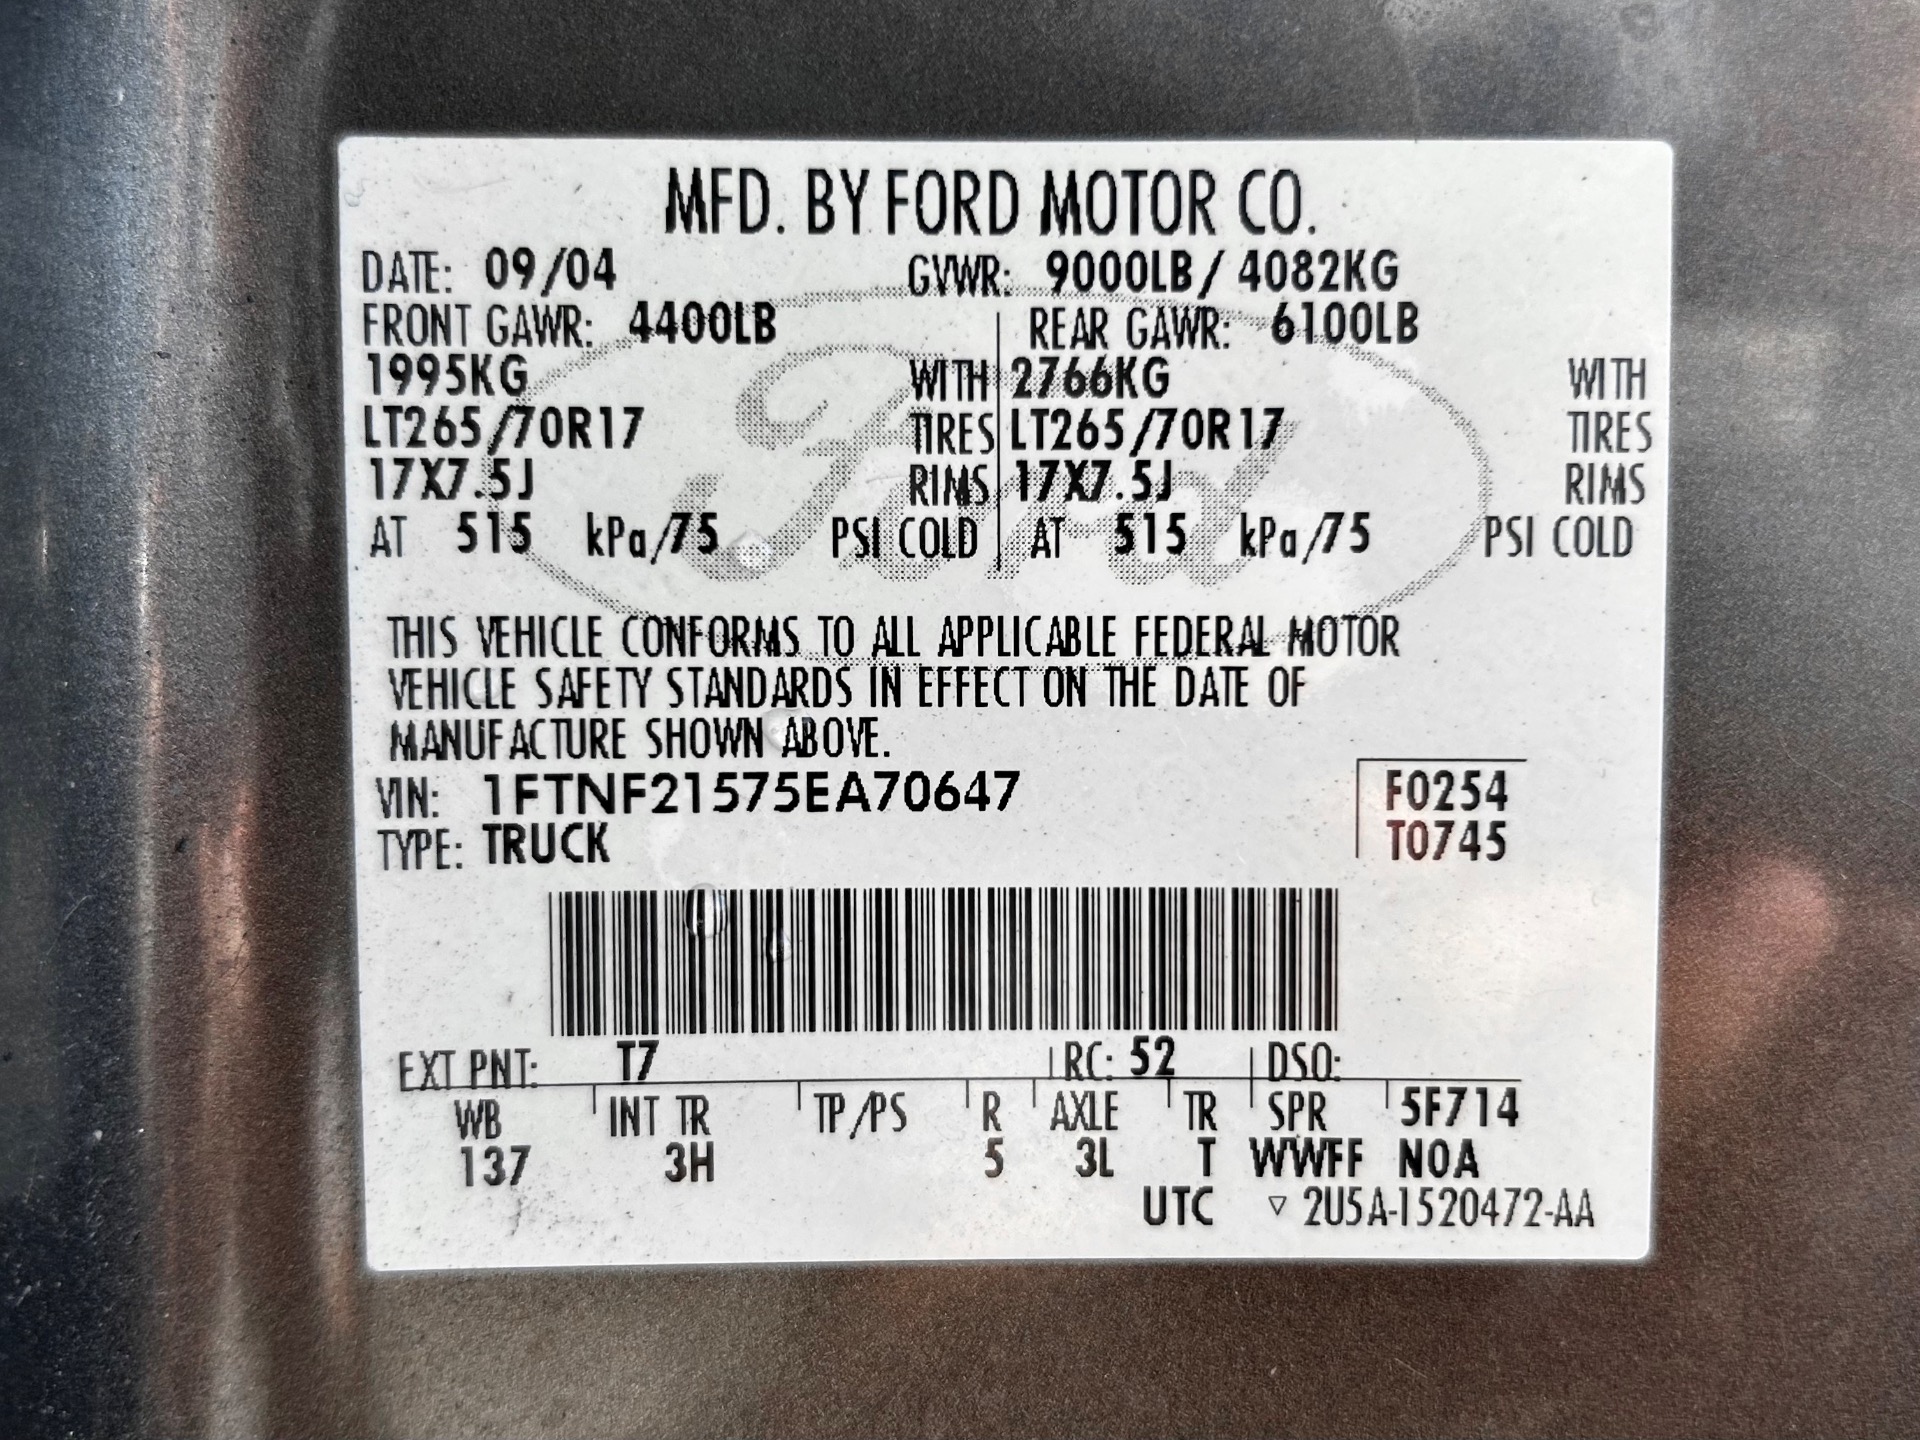 MFD. BY FORD MOTOR CO.
DATE: 09/04 GVWR: 9000LB/ 4082KG
FRONT GAWR: 4400LB REAR GAWR: 6100LB
1995KG WITH 2766KG WITH
LT265/70R17 TIRES LT265/70R17 TIRES
17X7.5J RIMS 17X7.5J RIMS
AT 515 kPa/75 PSI COLD AT 515 kPa/75 PSI COLD
Ford
THIS VEHICLE CONFORMS TO ALL APPLICABLE FEDERAL MOTOR
VEHICLE SAFETY STANDARDS IN EFFECT ON THE DATE OF
MANUFACTURE SHOWN ABOVE.
VIN: 1FTNF21575EA70647 F0254
TYPE: TRUCK T0745
EXT PNT: T7 RC: 52 DSO:
WB INT TR TP/PS R AXLE TR SPR 5F714
137 3H 5 3L T WWFF NOA
UTC ▽ 2U5A-1520472-AA